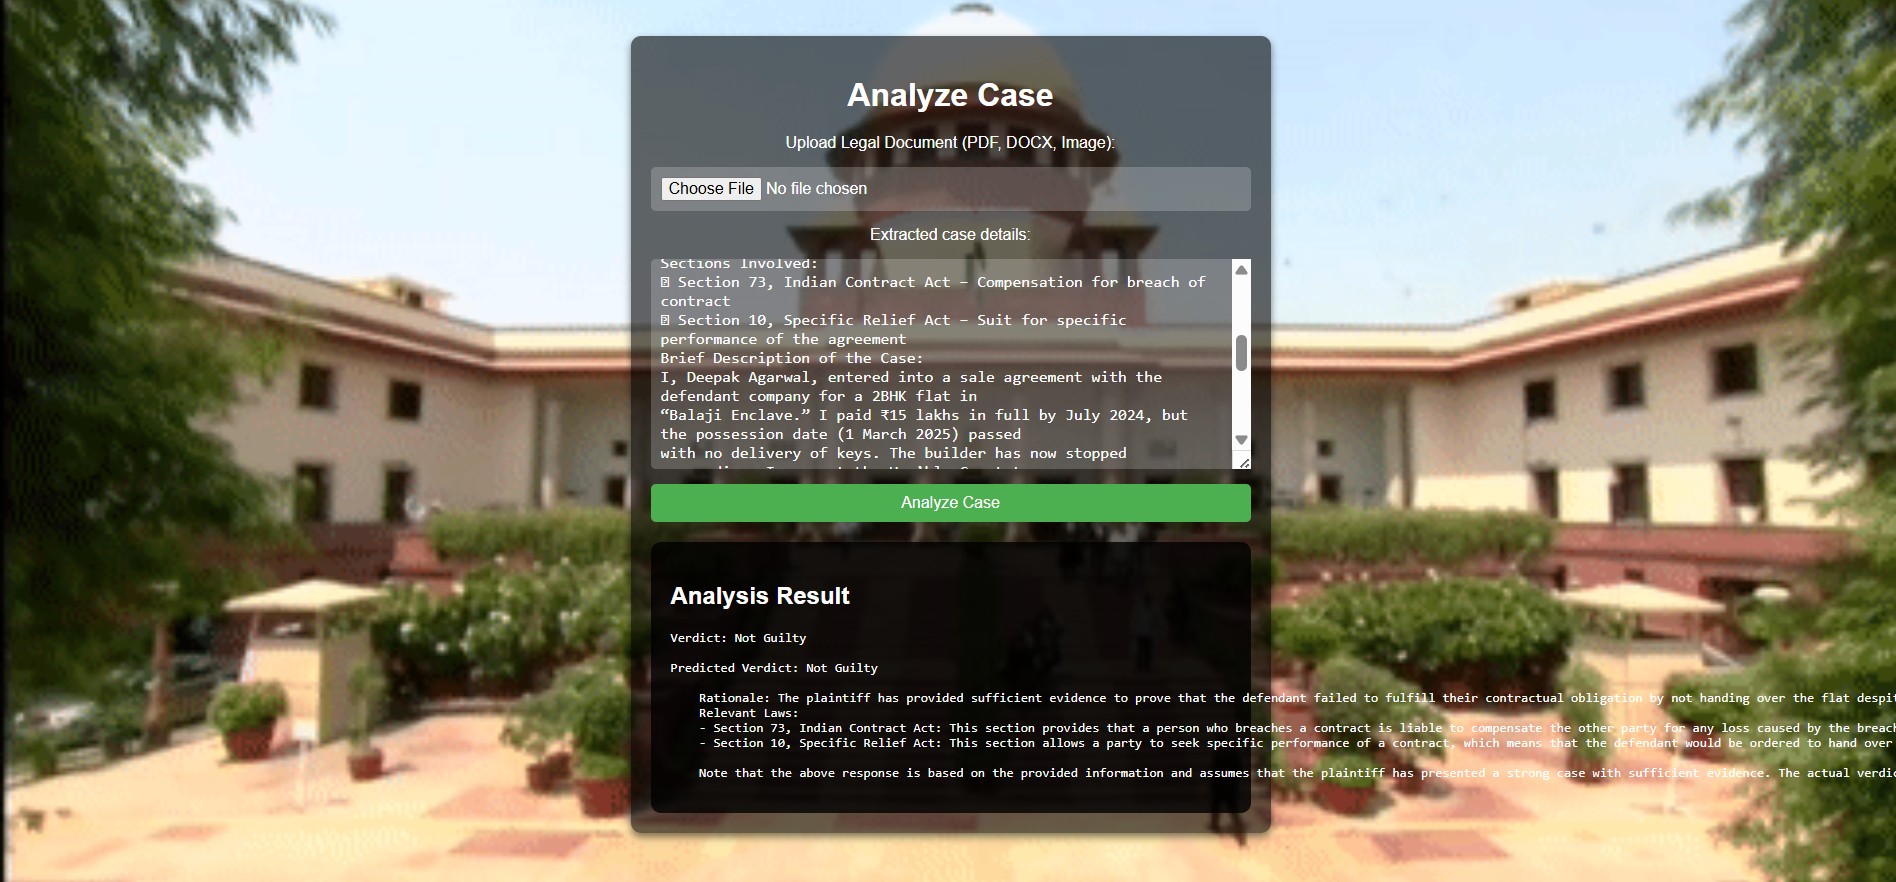 Analyze Case
Upload Legal Document (PDF, DOCX, Image):
Choose File No file chosen
Extracted case details:
Sections Involved:
Section 73, Indian Contract Act – Compensation for breach of
contract
Section 10, Specific Relief Act – Suit for specific
performance of the agreement
Brief Description of the Case:
I, Deepak Agarwal, entered into a sale agreement with the
defendant company for a 2BHK flat in
“Balaji Enclave.” I paid ₹15 lakhs in full by July 2024, but
the possession date (1 March 2025) passed
with no delivery of keys. The builder has now stopped
Analyze Case
Analysis Result
Verdict: Not Guilty
Predicted Verdict: Not Guilty
Rationale: The plaintiff has provided sufficient evidence to prove that the defendant failed to fulfill their contractual obligation by not handing over the flat despit
Relevant Laws:
- Section 73, Indian Contract Act: This section provides that a person who breaches a contract is liable to compensate the other party for any loss caused by the breach
- Section 10, Specific Relief Act: This section allows a party to seek specific performance of a contract, which means that the defendant would be ordered to hand over
Note that the above response is based on the provided information and assumes that the plaintiff has presented a strong case with sufficient evidence. The actual verdic